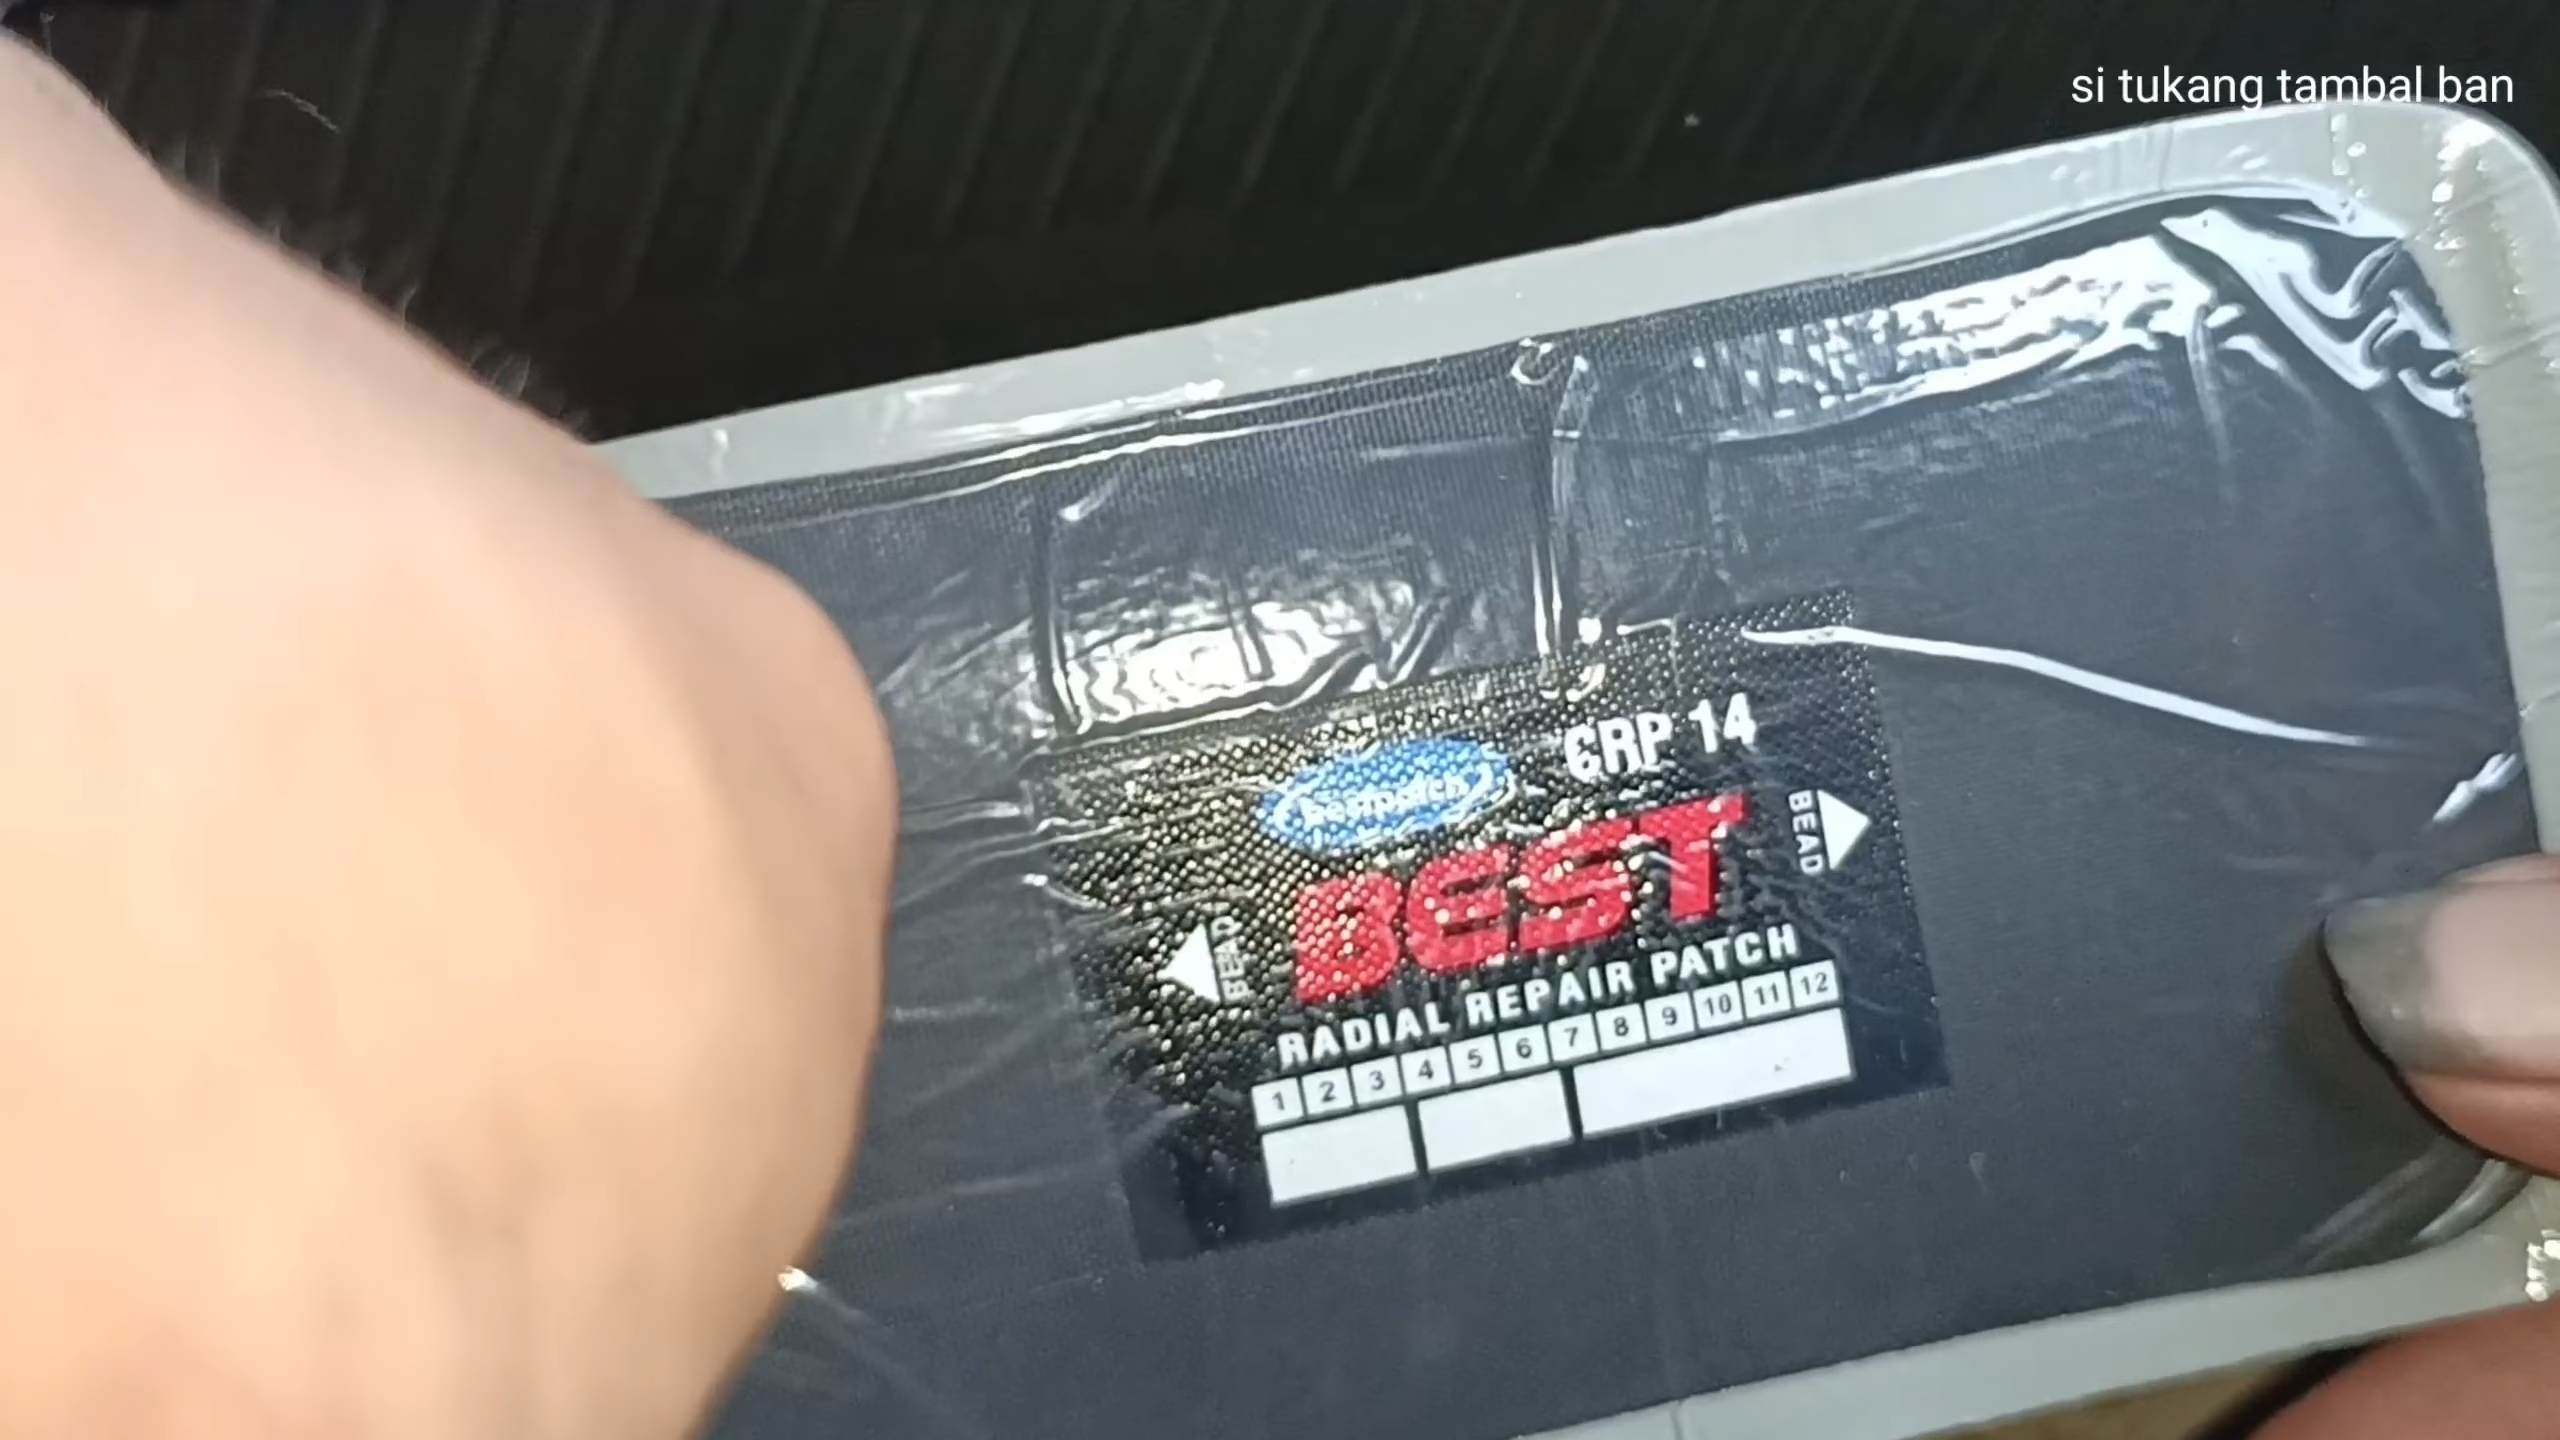 si tukang tambal ban
CRP 14
bestpatch
BEST
BEAD
BEAD
RADIAL REPAIR PATCH
1 2 3 4 5 6 7 8 9 10 11 12